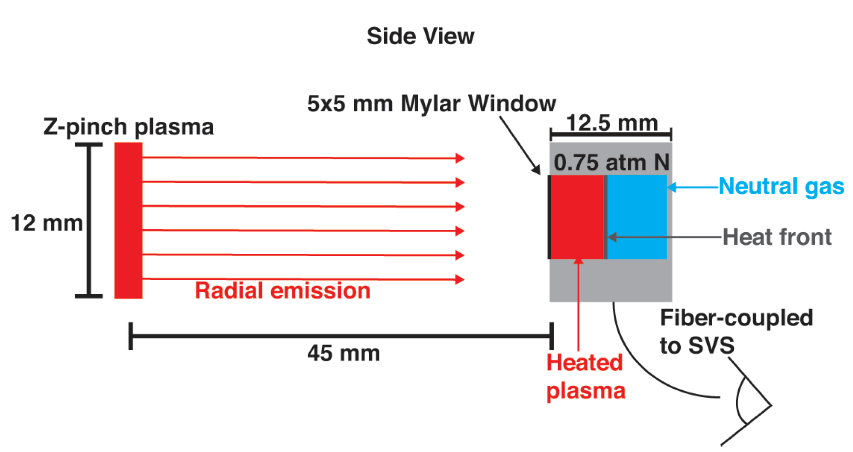 Side View
5x5 mm Mylar Window
Z-pinch plasma
12.5 mm
0.75 atm N
Neutral gas
12 mm
Heat front
Radial emission
Fiber-coupled
to SVS
45 mm
Heated
plasma